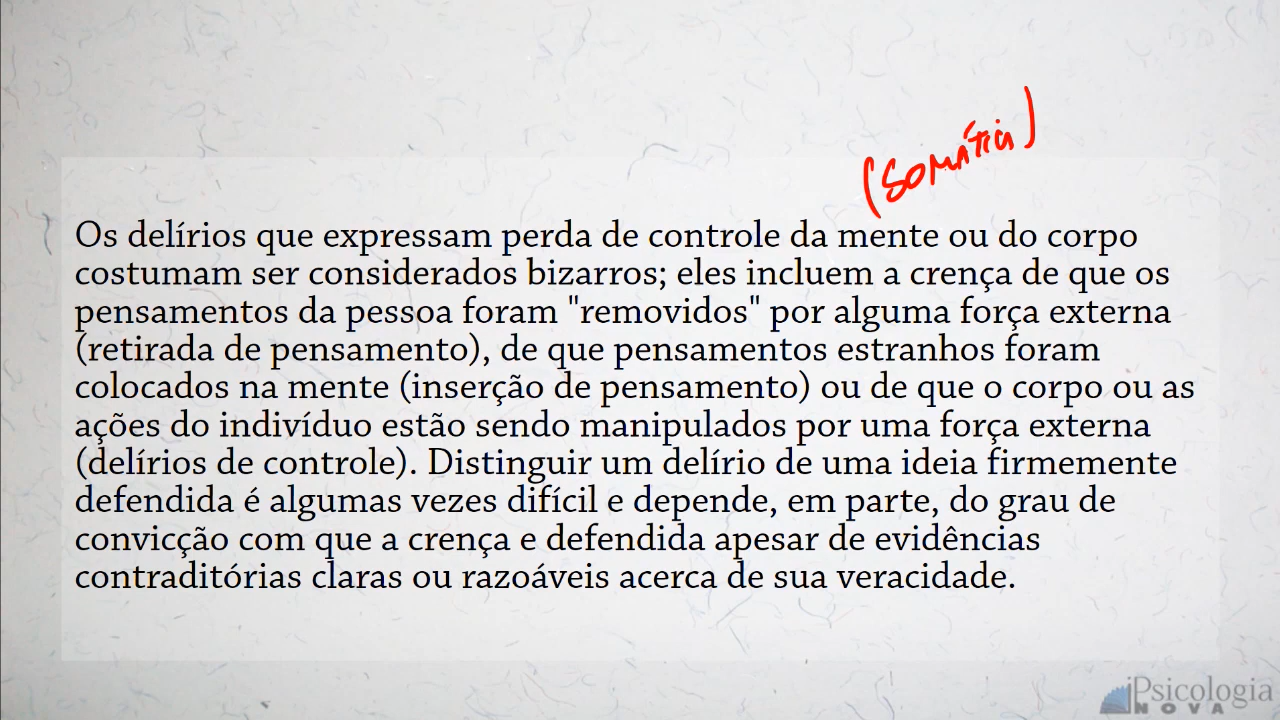 (SOMÁTICA)
Os delírios que expressam perda de controle da mente ou do corpo
costumam ser considerados bizarros; eles incluem a crença de que os
pensamentos da pessoa foram "removidos" por alguma força externa
(retirada de pensamento), de que pensamentos estranhos foram
colocados na mente (inserção de pensamento) ou de que o corpo ou as
ações do indivíduo estão sendo manipulados por uma força externa
(delírios de controle). Distinguir um delírio de uma ideia firmemente
defendida é algumas vezes difícil e depende, em parte, do grau de
convicção com que a crença e defendida apesar de evidências
contraditórias claras ou razoáveis acerca de sua veracidade.
Psicologia
NOVA